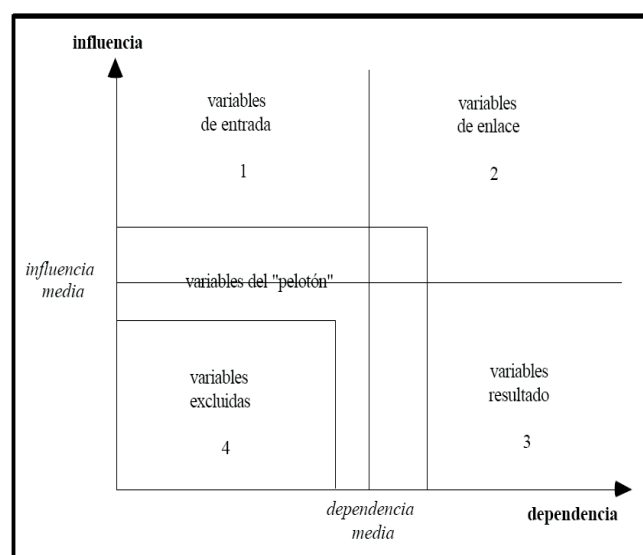 influencia
variables
de entrada
1
variables
de enlace
2
influencia
media
variables del "pelotón"
variables
excluidas
4
variables
resultado
3
dependencia
media
dependencia